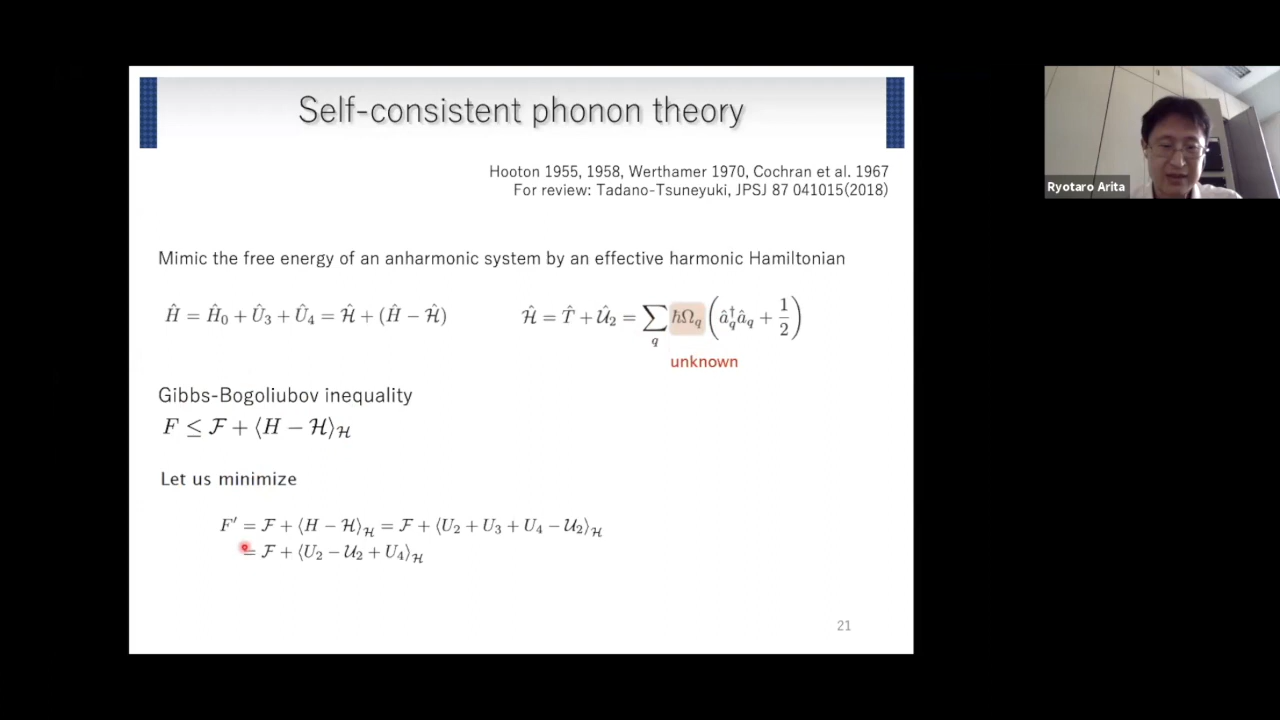 Self-consistent phonon theory
Hooton 1955, 1958, Werthamer 1970, Cochran et al. 1967
For review: Tadano-Tsuneyuki, JPSJ 87 041015(2018)
Mimic the free energy of an anharmonic system by an effective harmonic Hamiltonian
Ĥ = Ĥ₀ + Û₃ + Û₄ = ℋ̂ + (Ĥ − ℋ̂)
ℋ̂ = T̂ + 𝒰̂₂ = ∑_q ħΩ_q (â_q^† â_q + 1/2)
unknown
Gibbs-Bogoliubov inequality
F ≤ ℱ + ⟨H − ℋ⟩_ℋ
Let us minimize
F′ = ℱ + ⟨H − ℋ⟩_ℋ = ℱ + ⟨U₂ + U₃ + U₄ − 𝒰₂⟩_ℋ
= ℱ + ⟨U₂ − 𝒰₂ + U₄⟩_ℋ
21
Ryotaro Arita